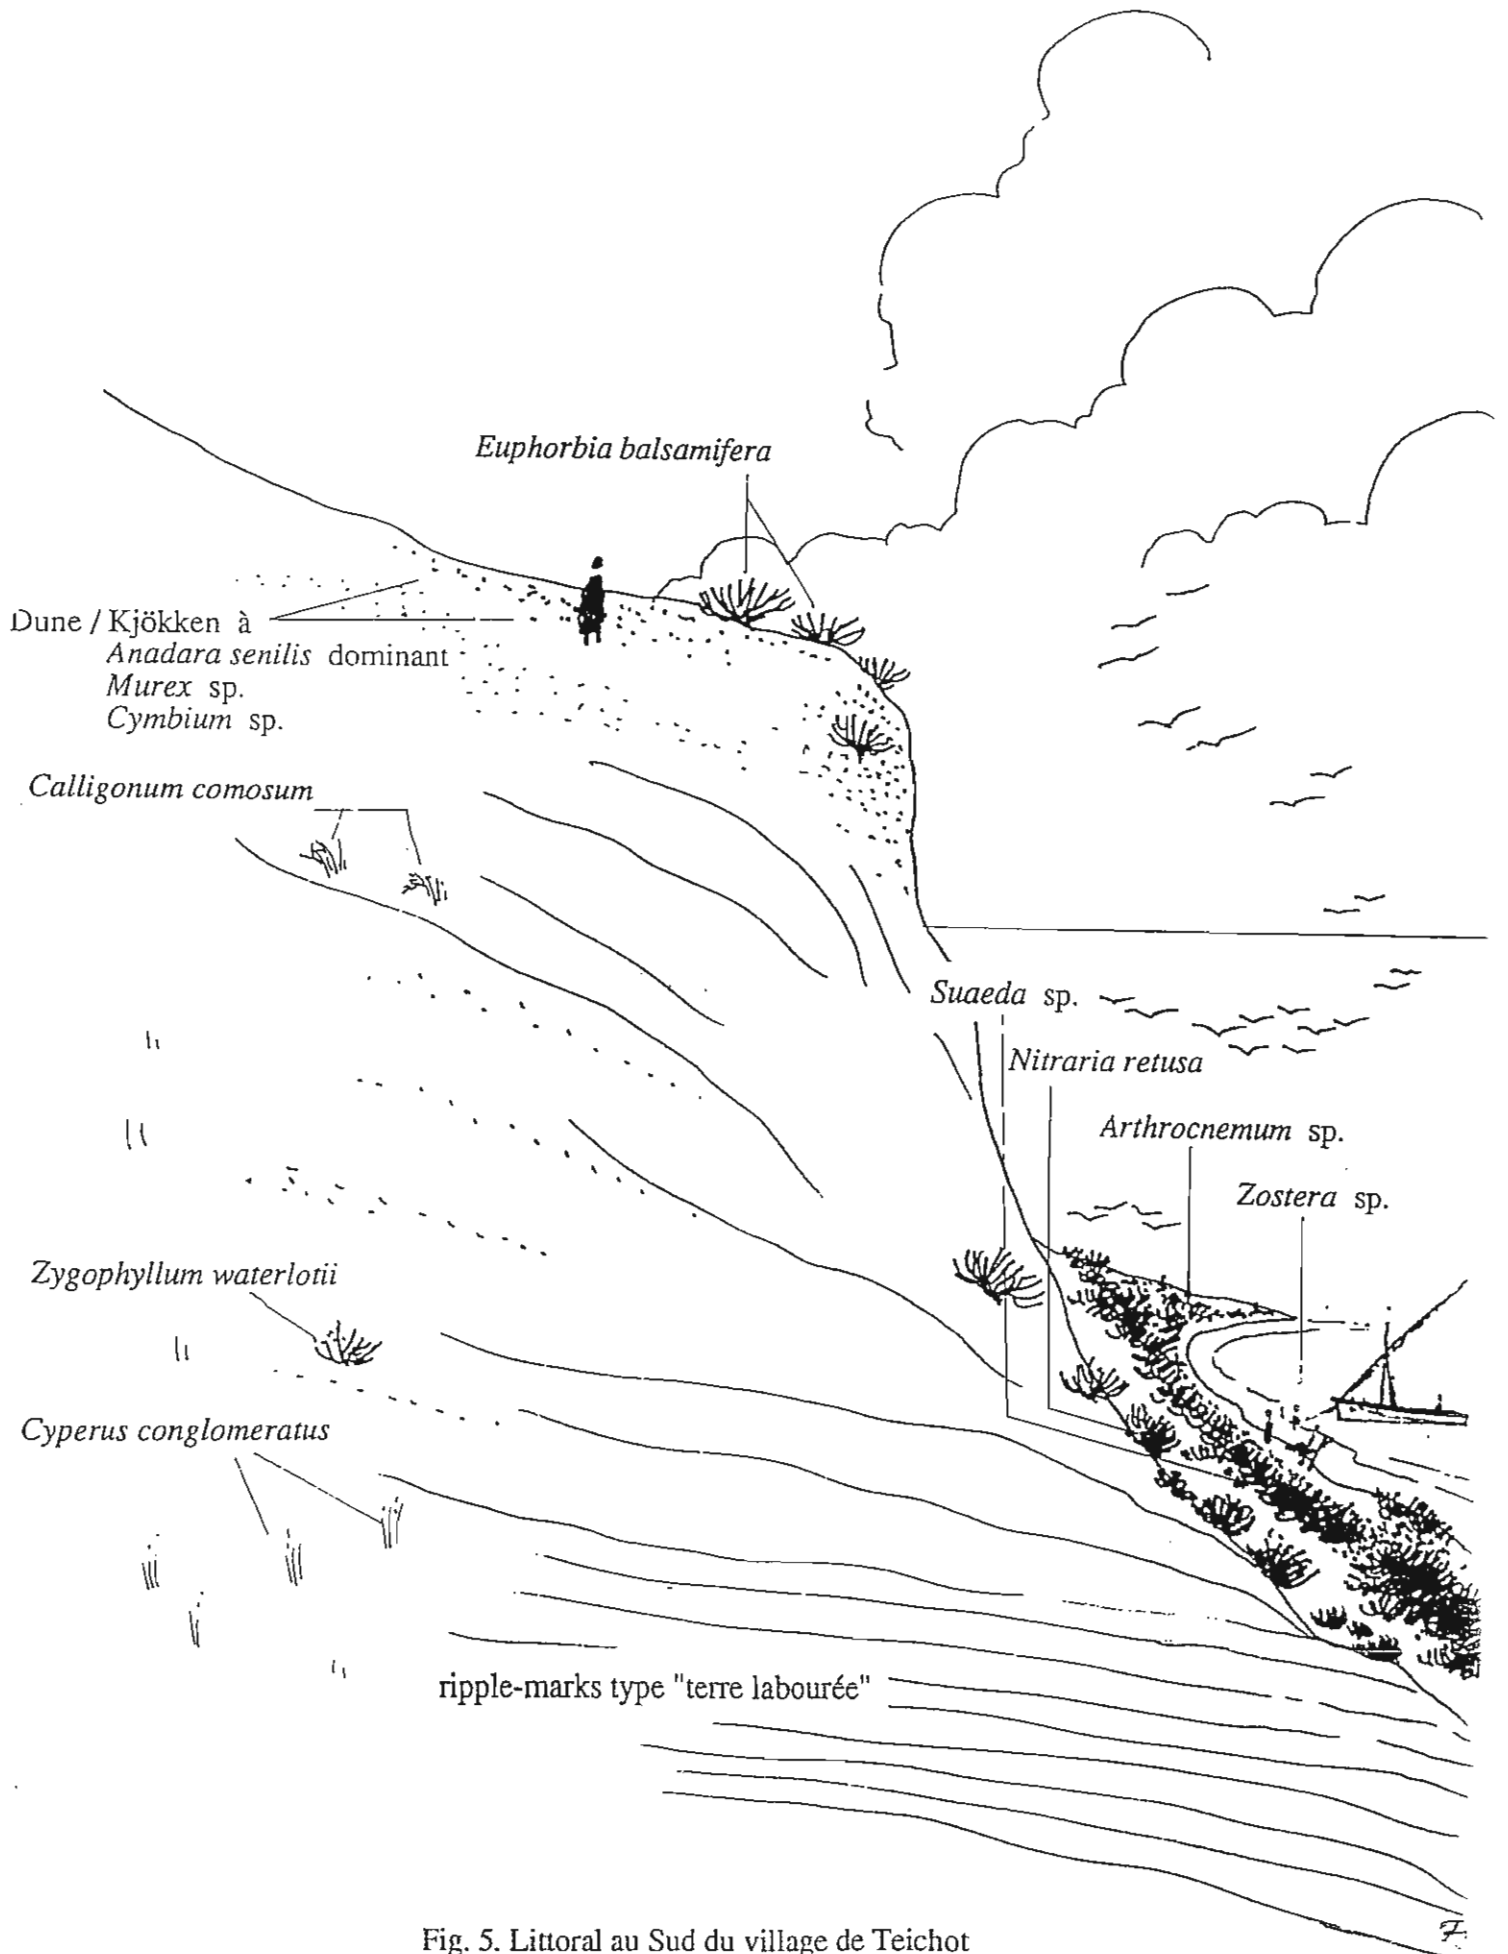 Euphorbia balsamifera
Dune / Kjökken à
Anadara senilis dominant
Murex sp.
Cymbium sp.
Calligonum comosum
Suaeda sp.
Nitraria retusa
Arthrocnemum sp.
Zostera sp.
Zygophyllum waterlotii
Cyperus conglomeratus
ripple-marks type "terre labourée"
Fig. 5. Littoral au Sud du village de Teichot